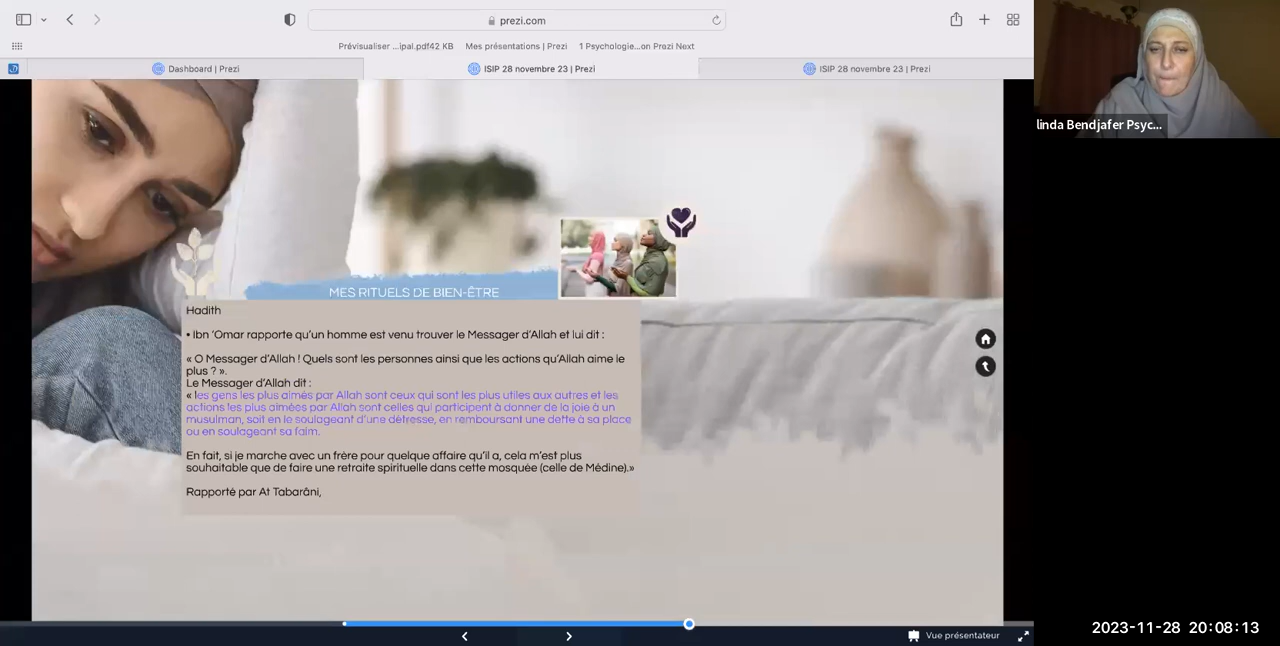 prezi.com
Prévisualiser ...ipal.pdf42 KB
Mes présentations | Prezi
1 Psychologie...on Prezi Next
Dashboard | Prezi
ISIP 28 novembre 23 | Prezi
ISIP 28 novembre 23 | Prezi
linda Bendjafer Psyc...
MES RITUELS DE BIEN-ÊTRE
Hadith
• Ibn ‘Omar rapporte qu’un homme est venu trouver le Messager d’Allah et lui dit :
« O Messager d’Allah ! Quels sont les personnes ainsi que les actions qu’Allah aime le
plus ? ».
Le Messager d’Allah dit :
« les gens les plus aimés par Allah sont ceux qui sont les plus utiles aux autres et les
actions les plus aimées par Allah sont celles qui participent à donner de la joie à un
musulman, soit en le soulageant d’une détresse, en remboursant une dette à sa place
ou en soulageant sa faim.
En fait, si je marche avec un frère pour quelque affaire qu’il a, cela m’est plus
souhaitable que de faire une retraite spirituelle dans cette mosquée (celle de Médine).»
Rapporté par At Tabarâni,
Vue présentateur
2023-11-28 20:08:13